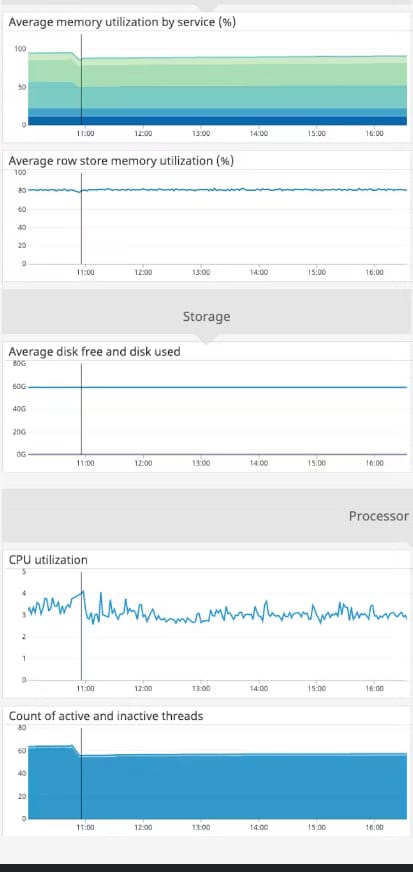 Average memory utilization by service (%)
100
50
0
11:00 12:00 13:00 14:00 15:00 16:00
Average row store memory utilization (%)
100
80
60
40
20
0
11:00 12:00 13:00 14:00 15:00 16:00
Storage
Average disk free and disk used
80G
60G
40G
20G
0G
11:00 12:00 13:00 14:00 15:00 16:00
Processor
CPU utilization
5
4
3
2
1
0
11:00 12:00 13:00 14:00 15:00 16:00
Count of active and inactive threads
80
60
40
20
0
11:00 12:00 13:00 14:00 15:00 16:00